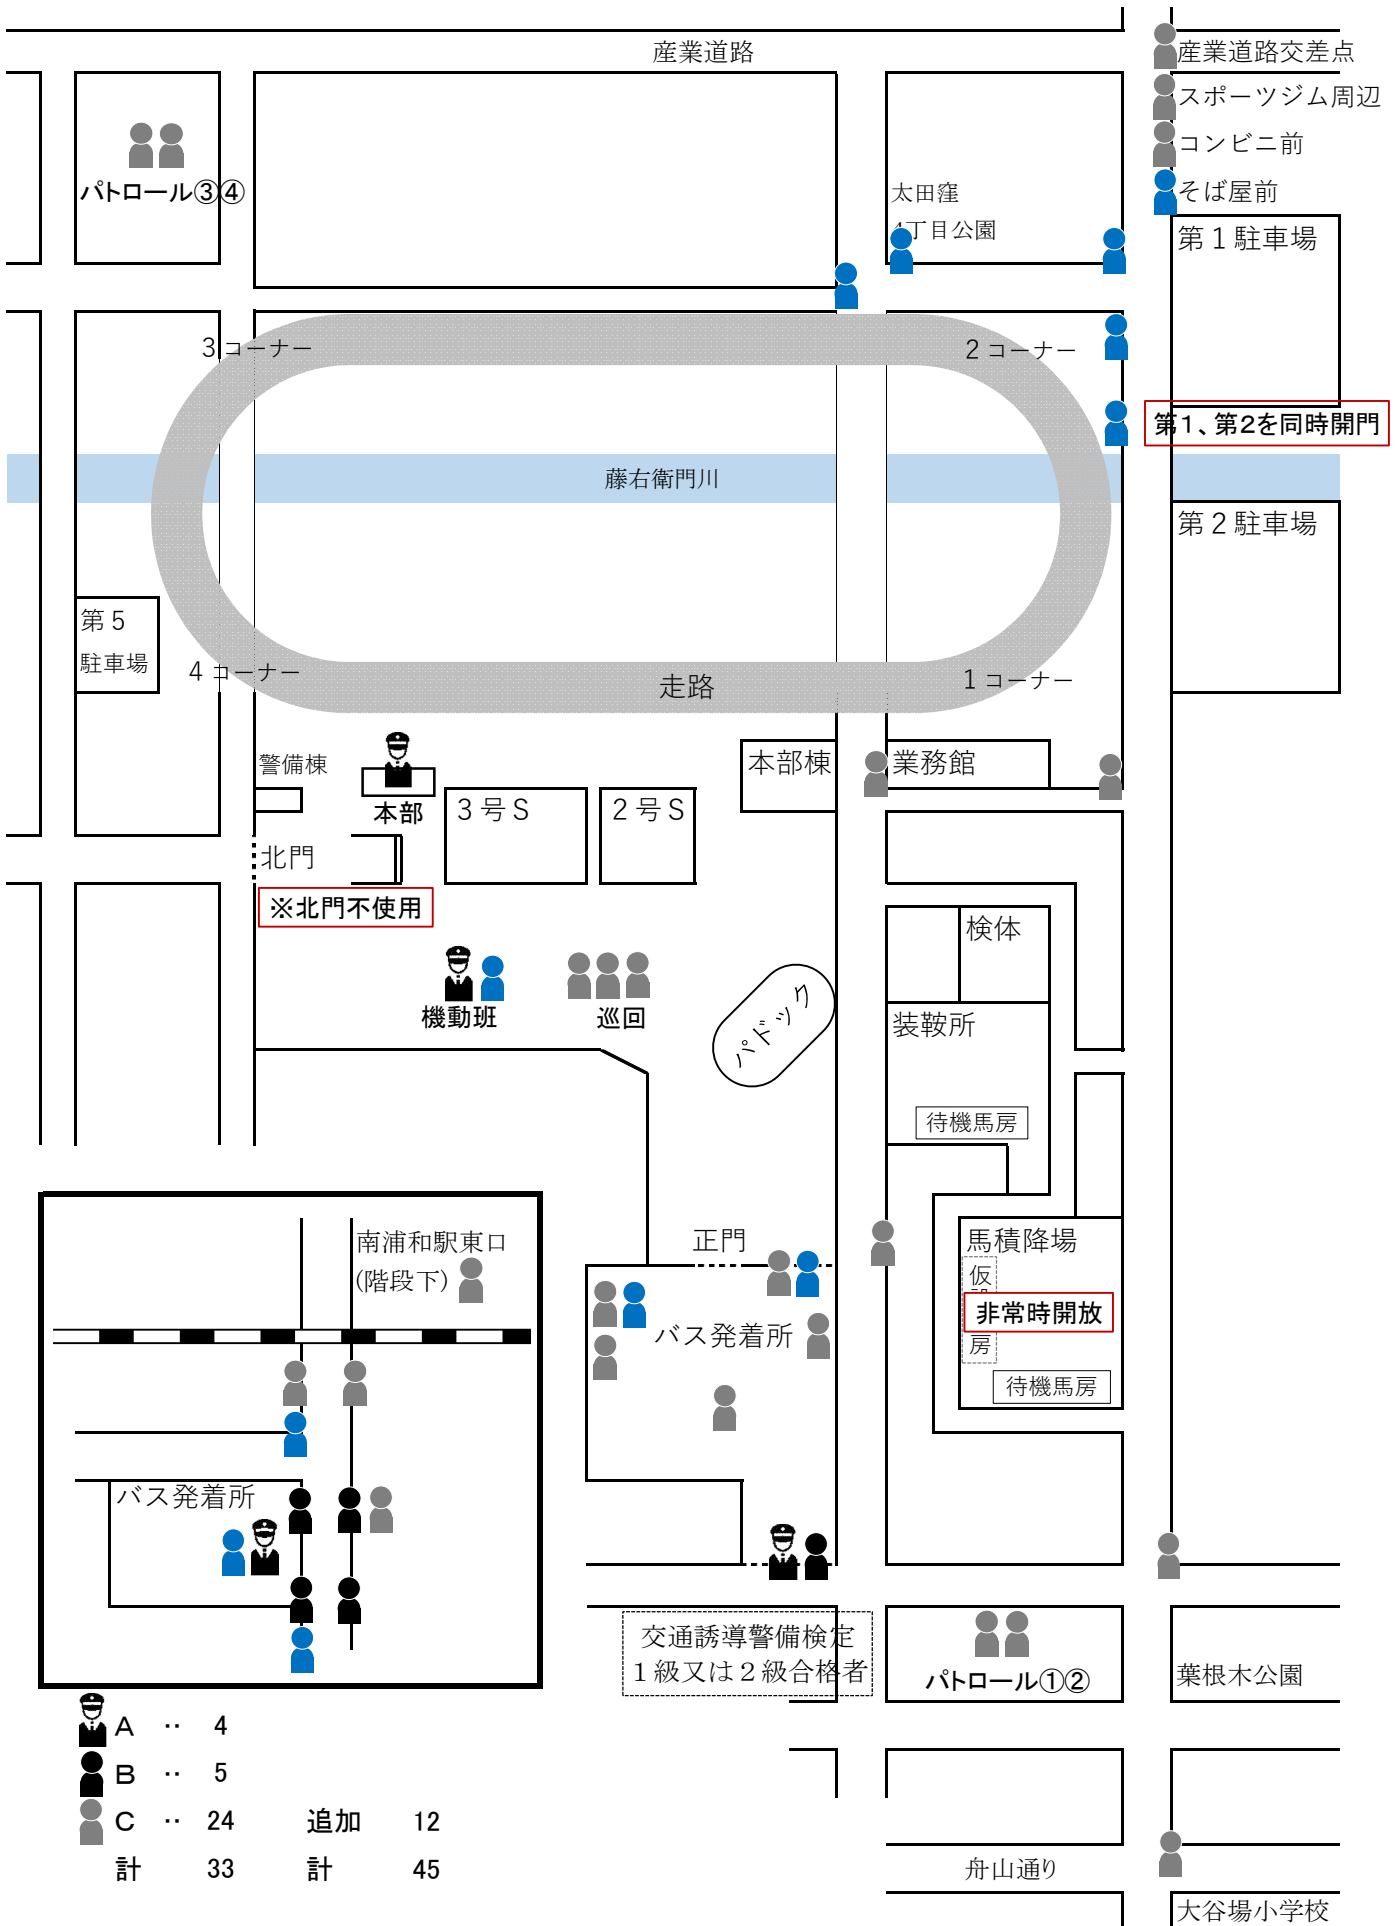 産業道路
産業道路交差点
スポーツジム周辺
コンビニ前
そば屋前
パトロール③④
太田窪
4丁目公園
第1駐車場
3コーナー
2コーナー
第1、第2を同時開門
藤右衛門川
第2駐車場
第5
駐車場
4コーナー
走路
1コーナー
警備棟
本部
3号S
2号S
本部棟
業務館
北門
※北門不使用
検体
機動班
巡回
パドック
装鞍所
待機馬房
南浦和駅東口
(階段下)
正門
馬積降場
仮
非常時開放
房
バス発着所
待機馬房
バス発着所
交通誘導警備検定
1級又は2級合格者
パトロール①②
葉根木公園
A ‥ 4
B ‥ 5
C ‥ 24 追加 12
計 33 計 45
舟山通り
大谷場小学校